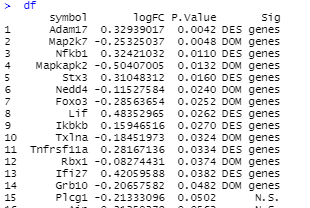 > df
symbol logFC P.Value Sig
1 Adam17 0.32939017 0.0042 DES genes
2 Map2k7 -0.25325037 0.0048 DOM genes
3 Nfkb1 0.32421032 0.0110 DES genes
4 Mapkapk2 -0.50407005 0.0132 DOM genes
5 Stx3 0.31048312 0.0160 DES genes
6 Nedd4 -0.11527584 0.0240 DOM genes
7 Foxo3 -0.28563654 0.0252 DOM genes
8 Lif 0.48352965 0.0262 DES genes
9 Ikbkb 0.15946516 0.0270 DES genes
10 Txlna -0.18451973 0.0324 DOM genes
11 Tnfrsf11a 0.28167136 0.0334 DES genes
12 Rbx1 -0.08274431 0.0374 DOM genes
13 Ifi27 0.42059588 0.0382 DES genes
14 Grb10 -0.20657582 0.0482 DOM genes
15 Plcg1 -0.21333096 0.0502 N.S.